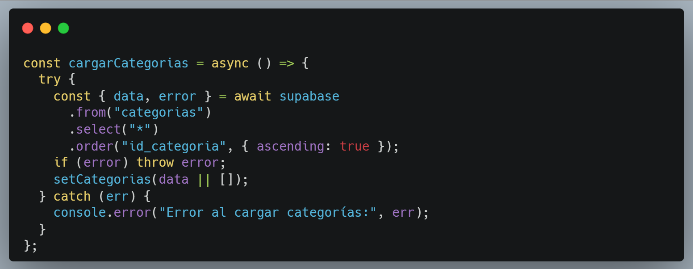 const cargarCategorias = async () => {
  try {
    const { data, error } = await supabase
      .from("categorias")
      .select("*")
      .order("id_categoria", { ascending: true });
    if (error) throw error;
    setCategorias(data || []);
  } catch (err) {
    console.error("Error al cargar categorías:", err);
  }
};